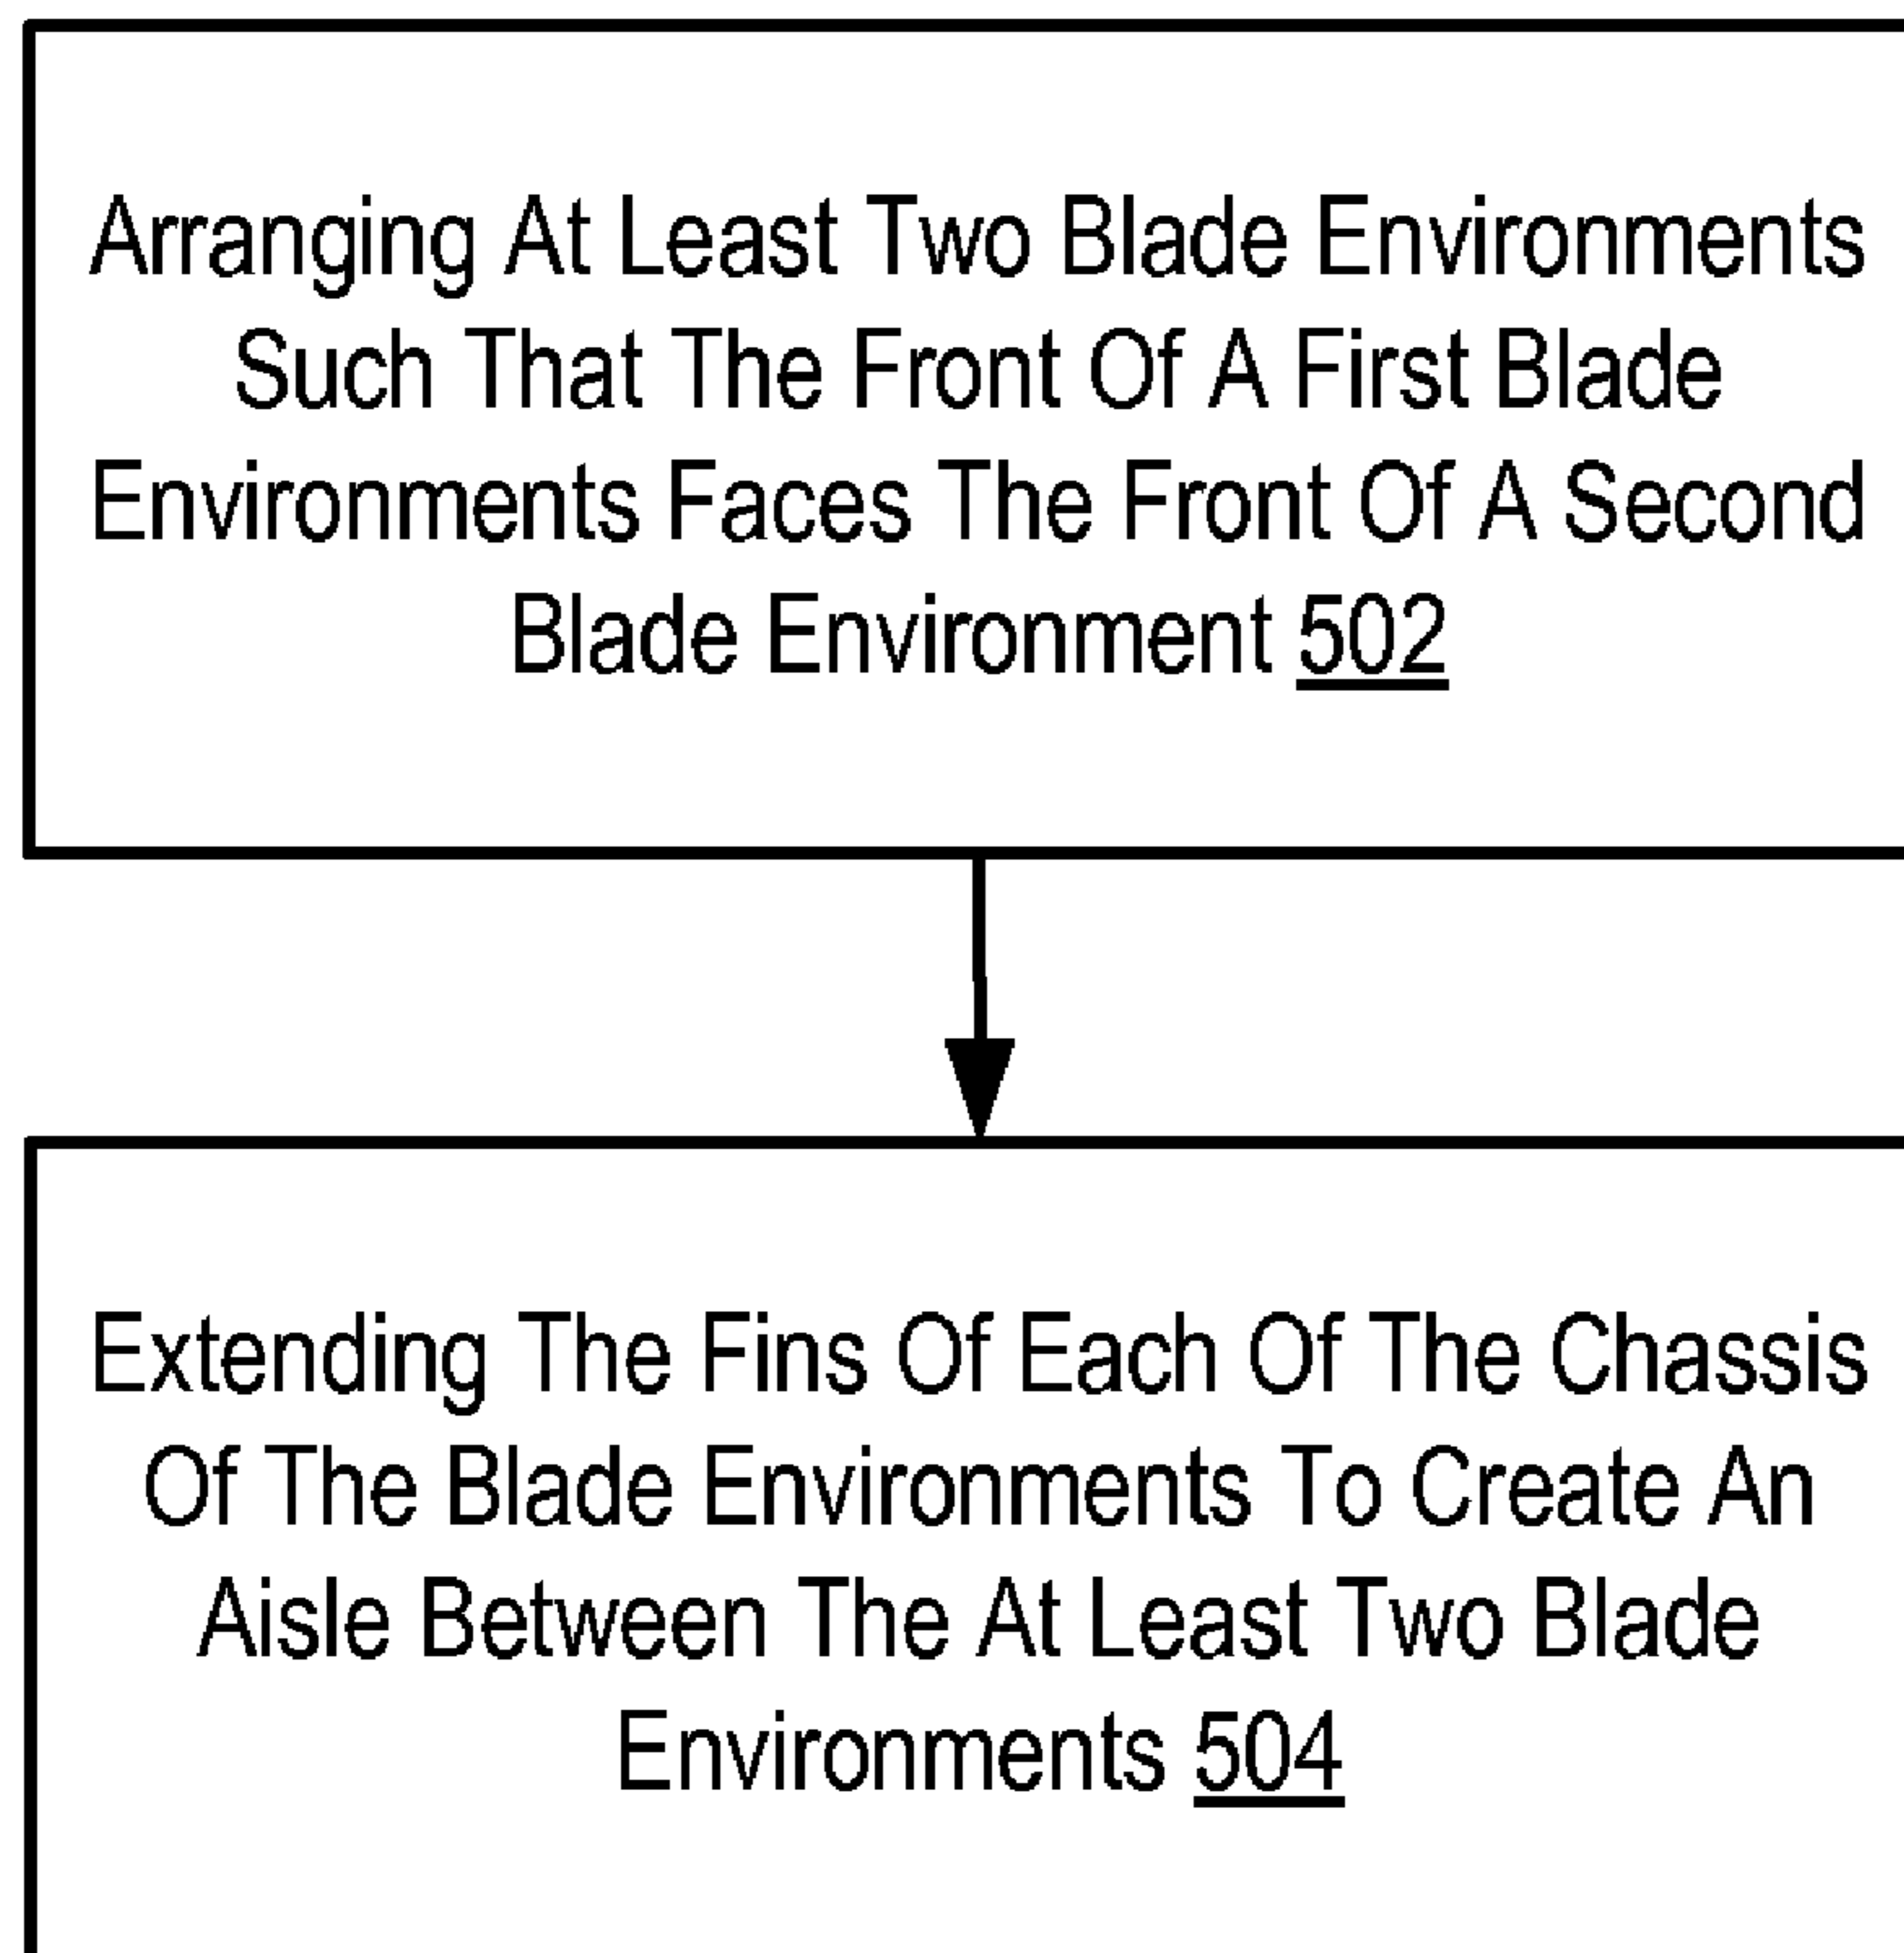 Arranging At Least Two Blade Environments
Such That The Front Of A First Blade
Environments Faces The Front Of A Second
Blade Environment 502
Extending The Fins Of Each Of The Chassis
Of The Blade Environments To Create An
Aisle Between The At Least Two Blade
Environments 504